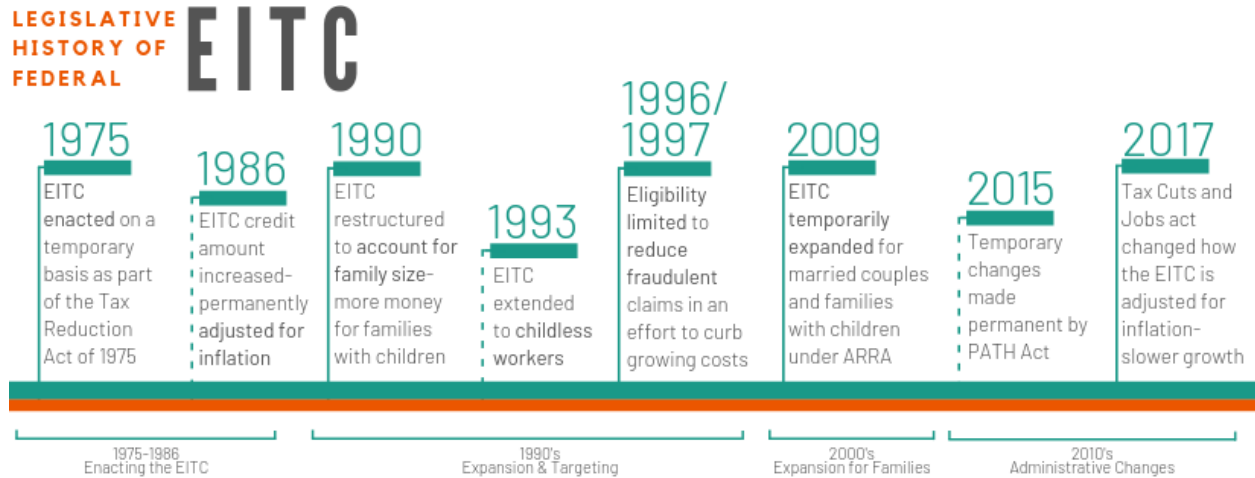 LEGISLATIVE
HISTORY OF
FEDERAL
EITC
1975
EITC
enacted on a
temporary
basis as part
of the Tax
Reduction
Act of 1975
1986
EITC credit
amount
increased-
permanently
adjusted for
inflation
1990
EITC
restructured
to account for
family size-
more money
for families
with children
1993
EITC
extended
to childless
workers
1996/
1997
Eligibility
limited to
reduce
fraudulent
claims in an
effort to curb
growing costs
2009
EITC
temporarily
expanded for
married couples
and families
with children
under ARRA
2015
Temporary
changes
made
permanent by
PATH Act
2017
Tax Cuts and
Jobs act
changed how
the EITC is
adjusted for
inflation-
slower growth
1975-1986
Enacting the EITC
1990's
Expansion & Targeting
2000's
Expansion for Families
2010's
Administrative Changes